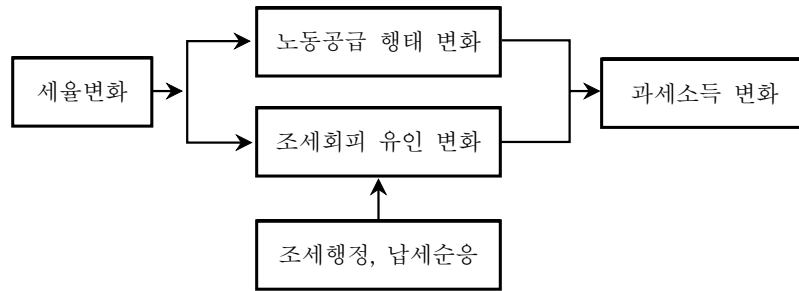 노동공급 행태 변화
세율변화
과세소득 변화
조세회피 유인 변화
조세행정, 납세순응